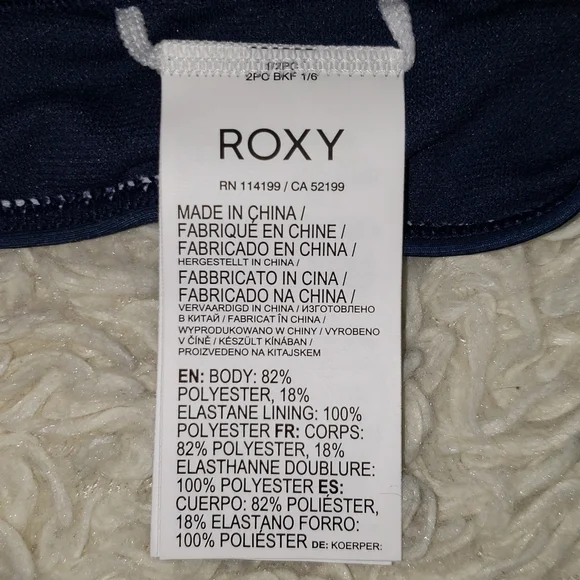 1/2PC
2PC BKF 1/6
ROXY
RN 114199 / CA 52199
MADE IN CHINA /
FABRIQUÉ EN CHINE /
FABRICADO EN CHINA /
HERGESTELLT IN CHINA /
FABBRICATO IN CINA /
FABRICADO NA CHINA /
VERVAARDIGD IN CHINA / ИЗГОТОВЛЕНО
В КИТАЙ / FABRICAT ÎN CHINA /
WYPRODUKOWANO W CHINY / VYROBENO
V ČÍNĚ / KÉSZÜLT KÍNÁBAN /
PROIZVEDENO NA KITAJSKEM
EN: BODY: 82%
POLYESTER, 18%
ELASTANE LINING: 100%
POLYESTER FR: CORPS:
82% POLYESTER, 18%
ELASTHANNE DOUBLURE:
100% POLYESTER ES:
CUERPO: 82% POLIÉSTER,
18% ELASTANO FORRO:
100% POLIÉSTER DE: KOERPER: